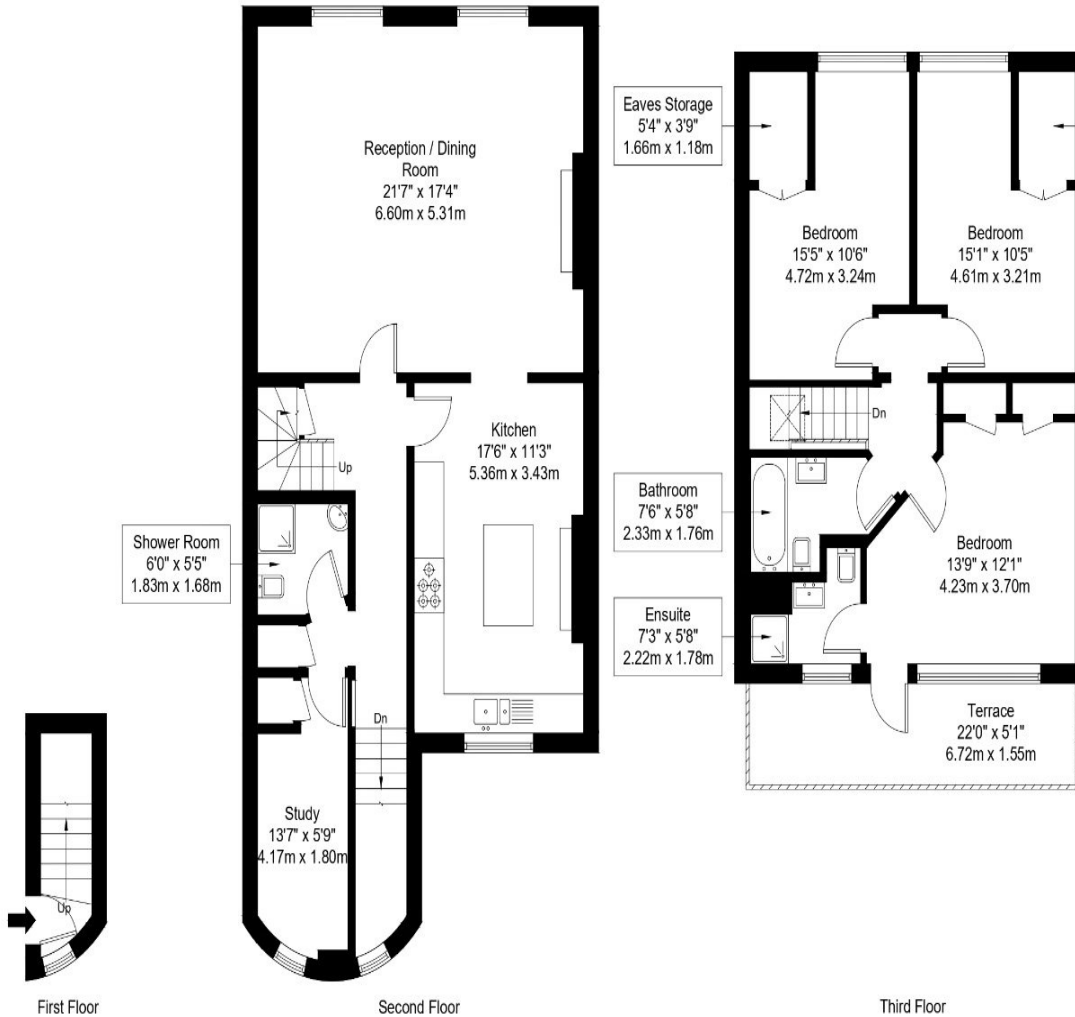 Reception / Dining
Room
21'7" x 17'4"
6.60m x 5.31m
Eaves Storage
5'4" x 3'9"
1.66m x 1.18m
Bedroom
15'5" x 10'6"
4.72m x 3.24m
Bedroom
15'1" x 10'5"
4.61m x 3.21m
Up
Kitchen
17'6" x 11'3"
5.36m x 3.43m
Dn
Shower Room
6'0" x 5'5"
1.83m x 1.68m
Bathroom
7'6" x 5'8"
2.33m x 1.76m
Bedroom
13'9" x 12'1"
4.23m x 3.70m
Ensuite
7'3" x 5'8"
2.22m x 1.78m
Dn
Terrace
22'0" x 5'1"
6.72m x 1.55m
Study
13'7" x 5'9"
4.17m x 1.80m
Up
First Floor
Second Floor
Third Floor